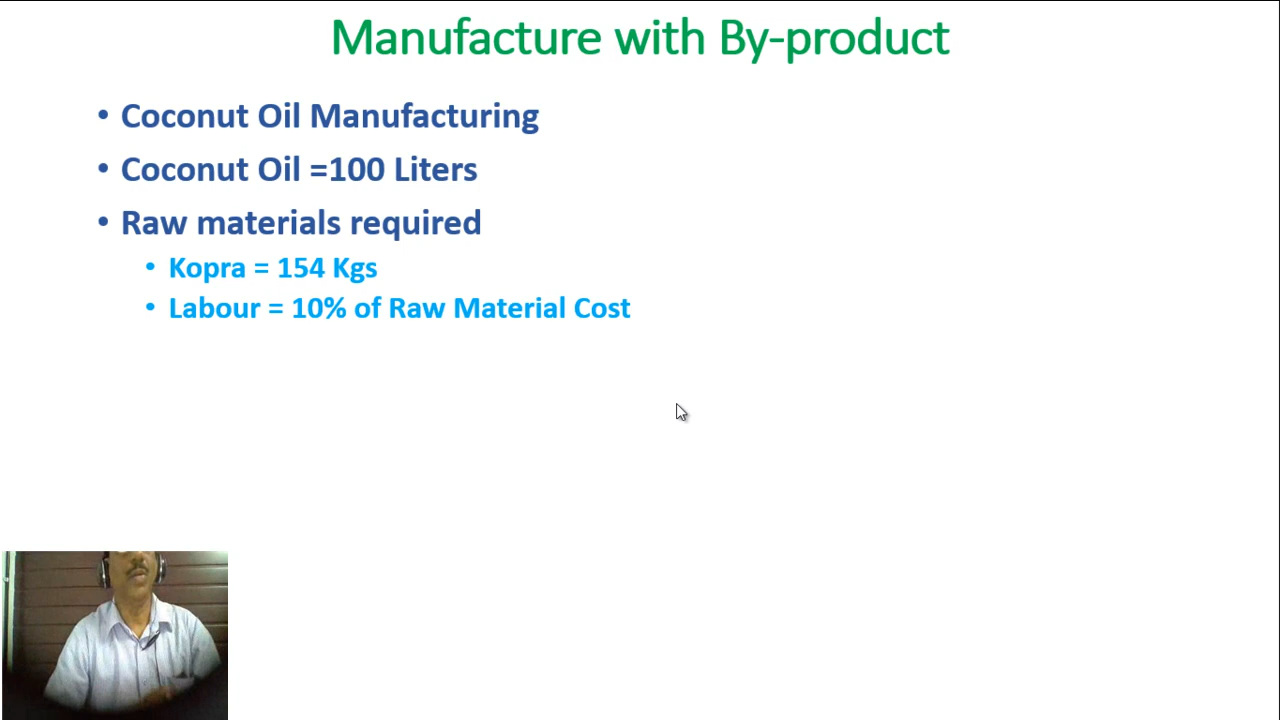 Manufacture with By-product
• Coconut Oil Manufacturing
• Coconut Oil =100 Liters
• Raw materials required
• Kopra = 154 Kgs
• Labour = 10% of Raw Material Cost